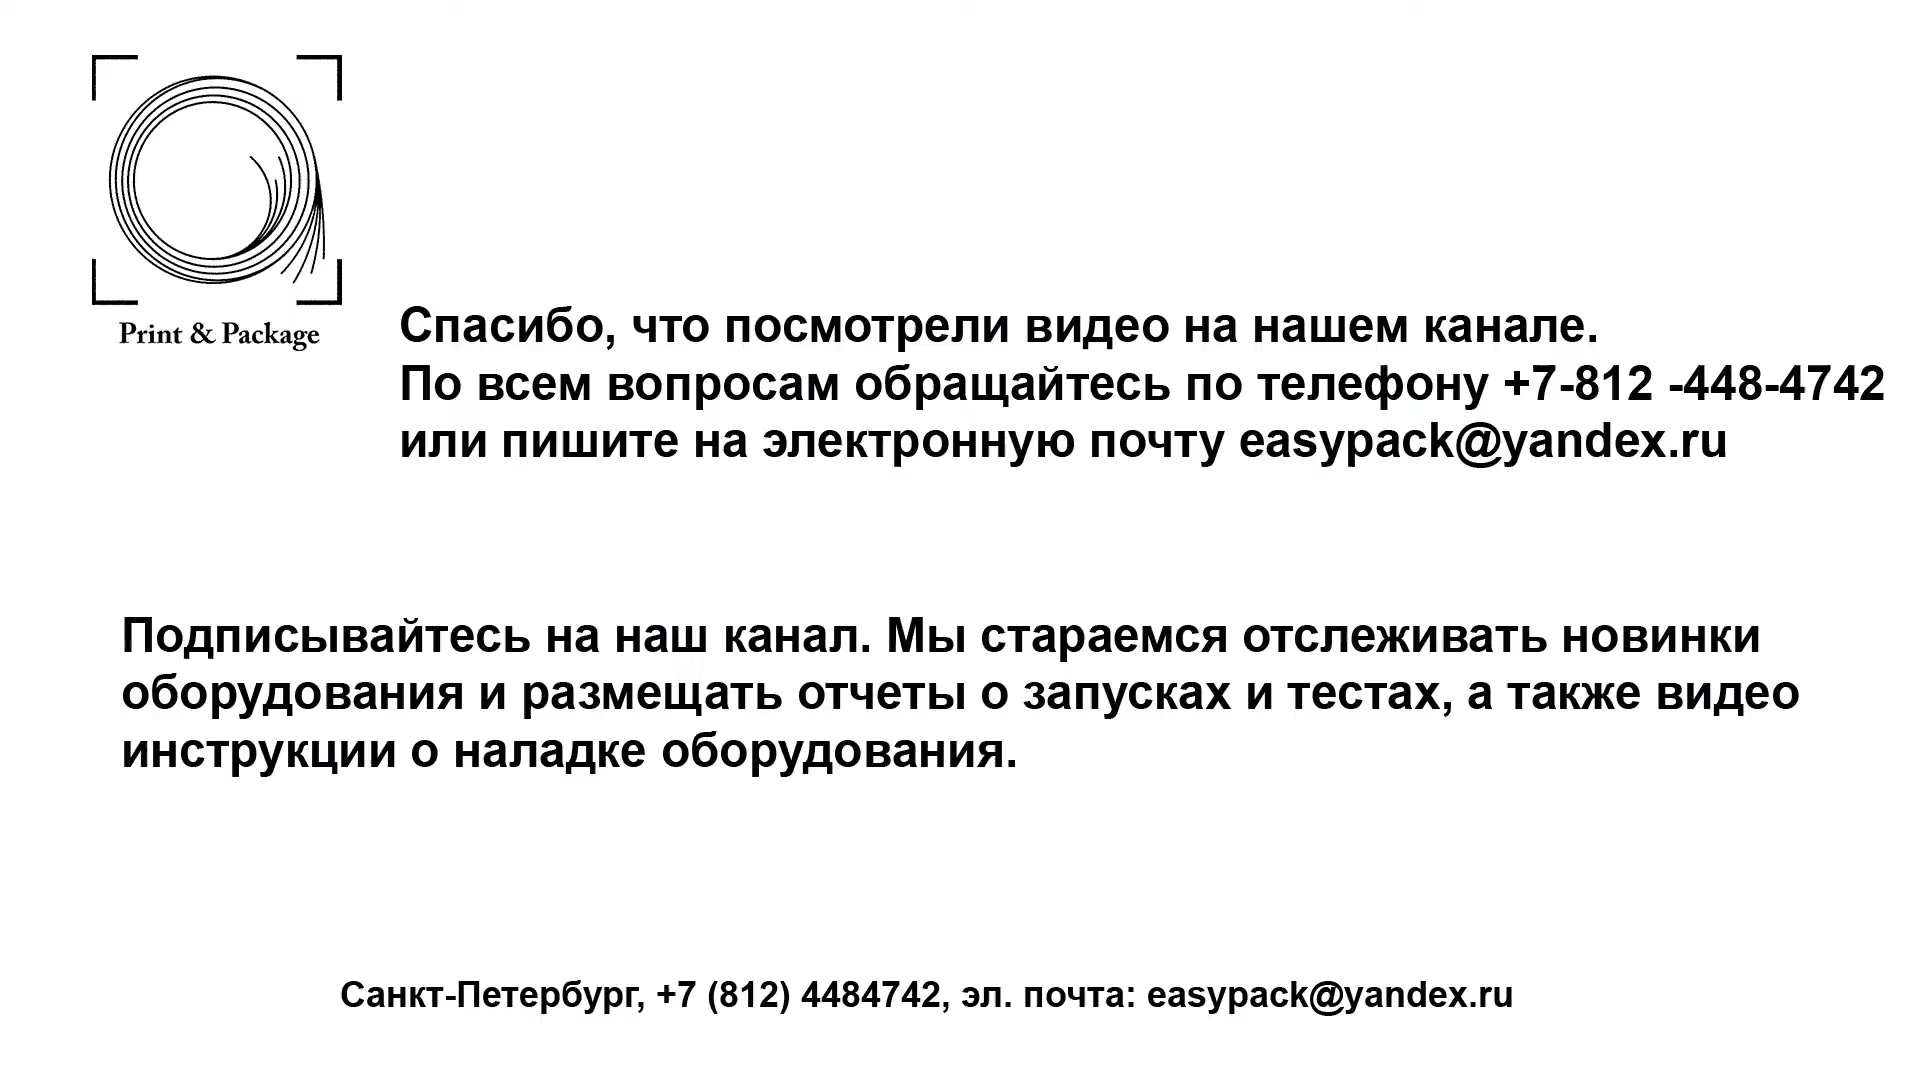 Print & Package
Спасибо, что посмотрели видео на нашем канале.
По всем вопросам обращайтесь по телефону +7-812 -448-4742
или пишите на электронную почту easypack@yandex.ru
Подписывайтесь на наш канал. Мы стараемся отслеживать новинки
оборудования и размещать отчеты о запусках и тестах, а также видео
инструкции о наладке оборудования.
Санкт-Петербург, +7 (812) 4484742, эл. почта: easypack@yandex.ru